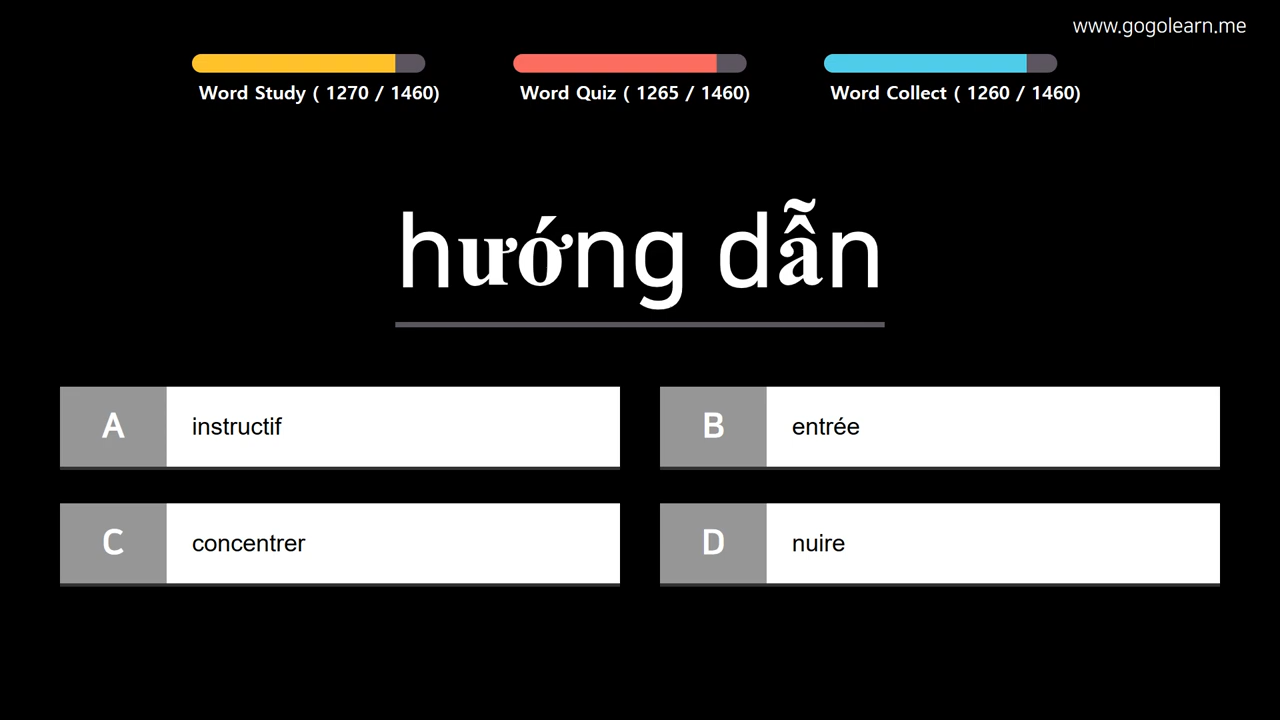 www.gogolearn.me
Word Study ( 1270 / 1460)
Word Quiz ( 1265 / 1460)
Word Collect ( 1260 / 1460)
hướng dẫn
A
instructif
B
entrée
C
concentrer
D
nuire